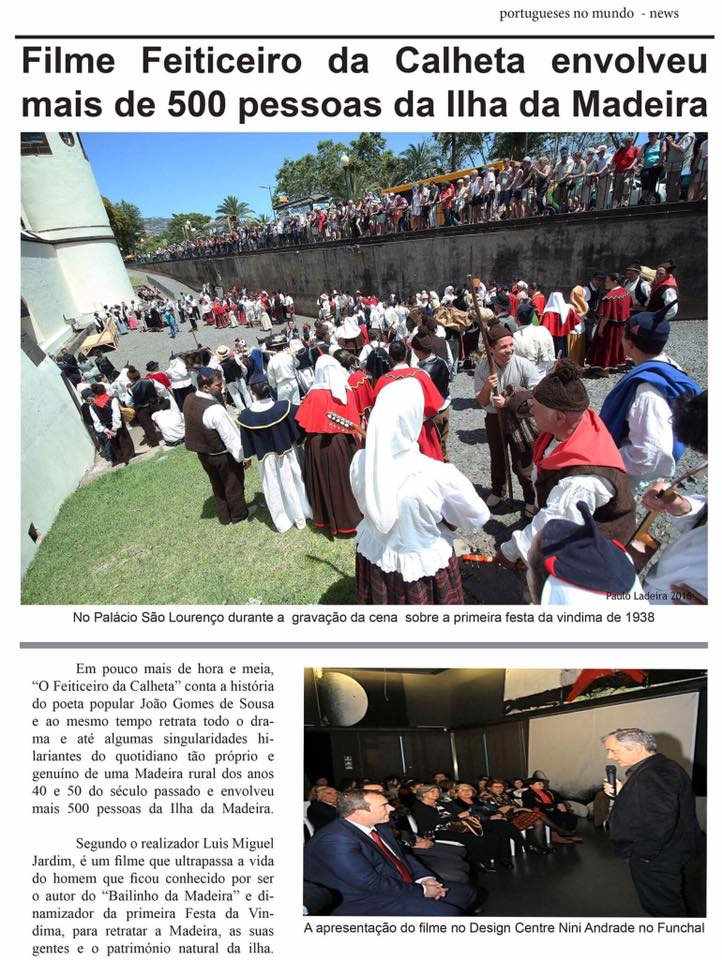 portugueses no mundo - news
Filme Feiticeiro da Calheta envolveu
mais de 500 pessoas da Ilha da Madeira
Paulo Ladeira 2016
No Palácio São Lourenço durante a gravação da cena sobre a primeira festa da vindima de 1938
Em pouco mais de hora e meia,
“O Feiticeiro da Calheta” conta a história
do poeta popular João Gomes de Sousa
e ao mesmo tempo retrata todo o dra-
ma e até algumas singularidades hi-
lariantes do quotidiano tão próprio e
genuíno de uma Madeira rural dos anos
40 e 50 do século passado e envolveu
mais 500 pessoas da Ilha da Madeira.
Segundo o realizador Luìs Miguel
Jardim, é um filme que ultrapassa a vida
do homem que ficou conhecido por ser
o autor do “Bailinho da Madeira” e di-
namizador da primeira Festa da Vin-
dima, para retratar a Madeira, as suas
gentes e o património natural da ilha.
A apresentação do filme no Design Centre Nini Andrade no Funchal